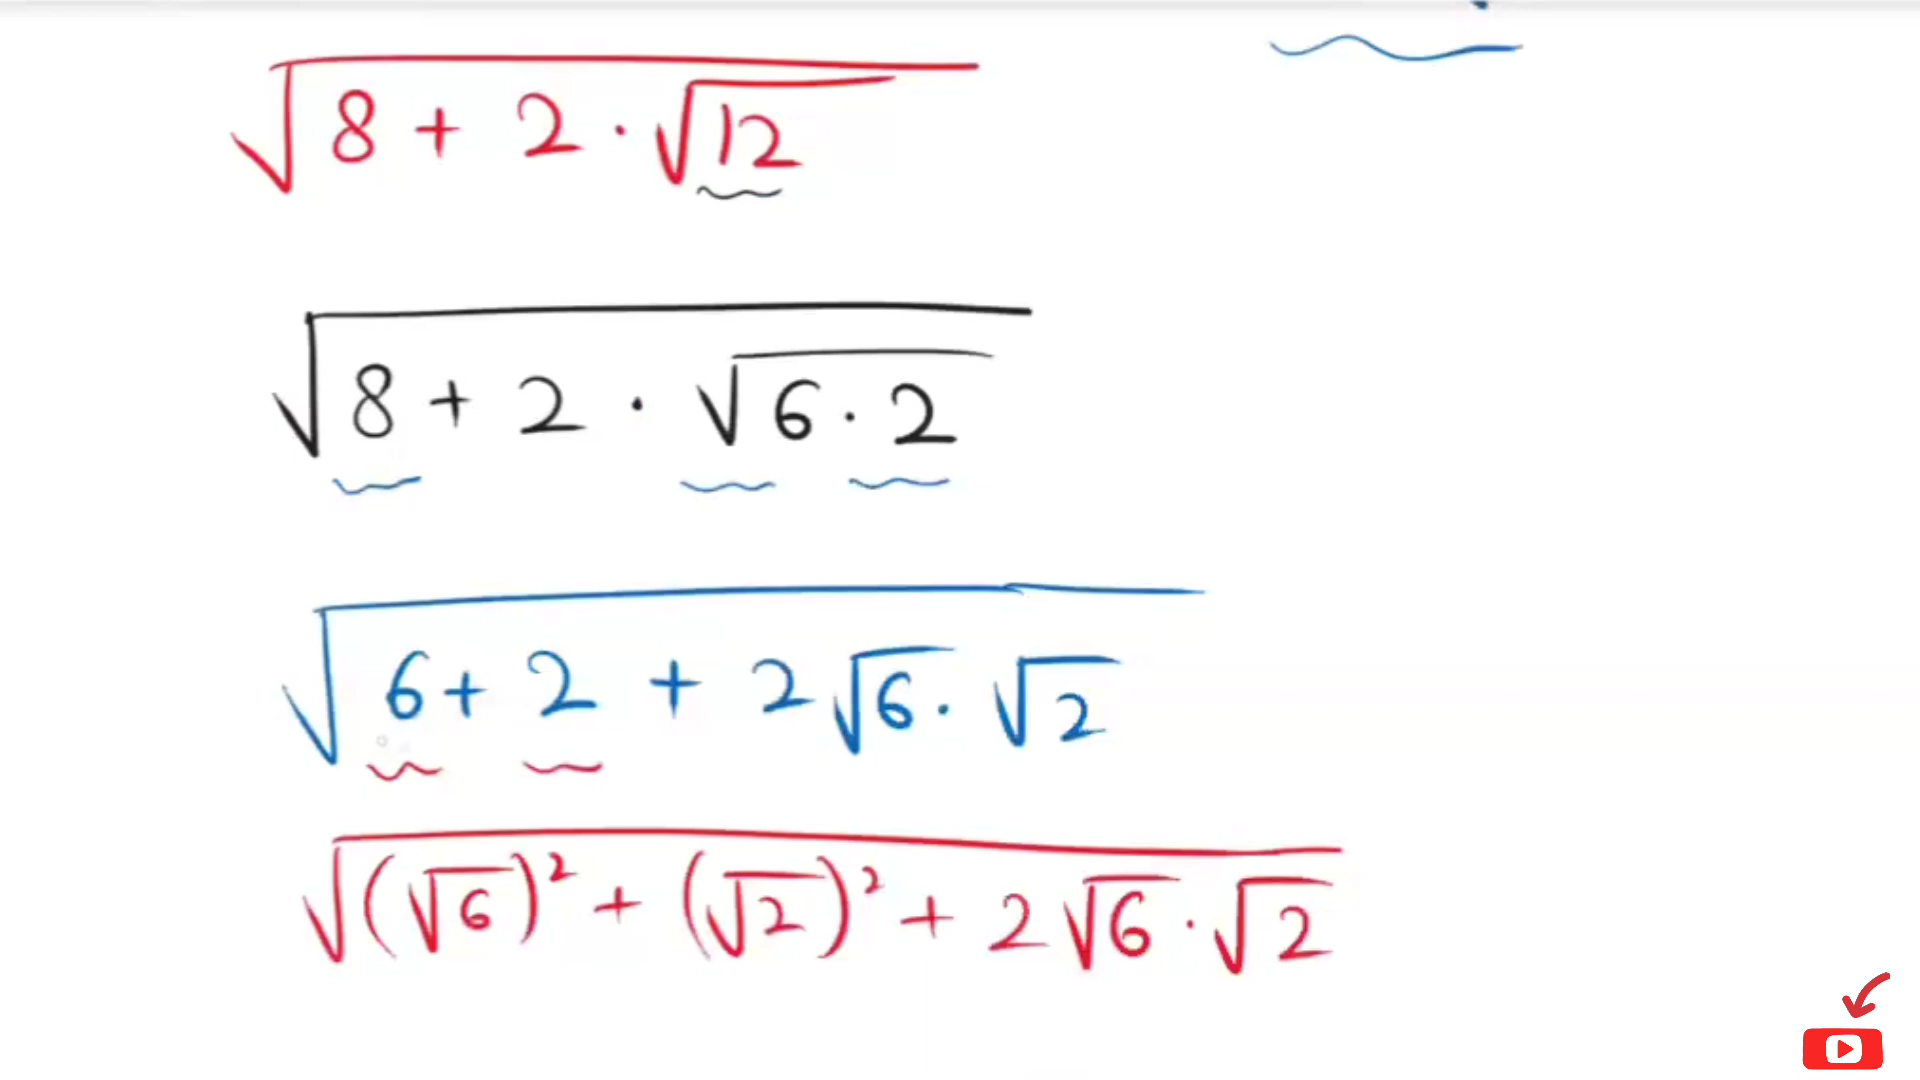 √(8 + 2 · √12)
√(8 + 2 · √(6 · 2))
√(6 + 2 + 2√6 · √2)
√((√6)² + (√2)² + 2√6 · √2)